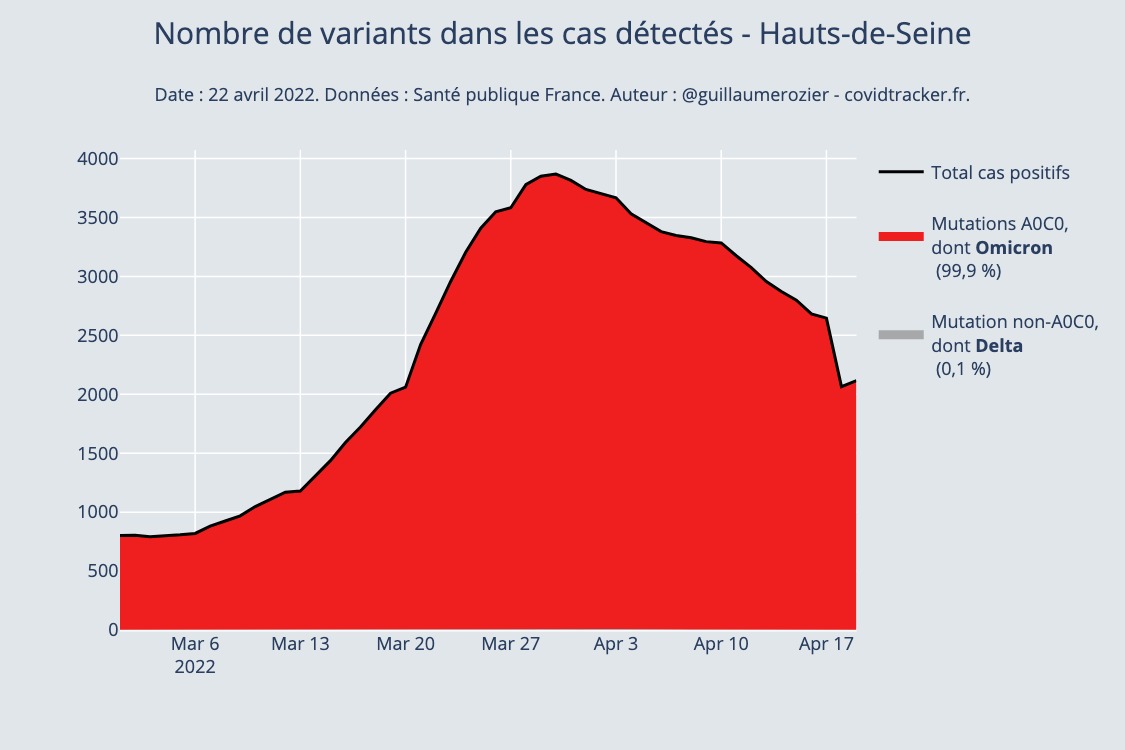 Nombre de variants dans les cas détectés - Hauts-de-Seine
Date : 22 avril 2022. Données : Santé publique France. Auteur : @guillaumerozier - covidtracker.fr.
4000
3500
3000
2500
2000
1500
1000
500
0
Mar 6
2022
Mar 13
Mar 20
Mar 27
Apr 3
Apr 10
Apr 17
Total cas positifs
Mutations A0C0,
dont Omicron
(99,9 %)
Mutation non-A0C0,
dont Delta
(0,1 %)